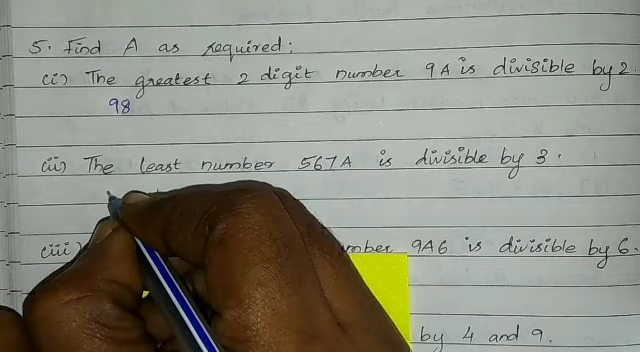 5. Find A as required:
(i) The greatest 2 digit number 9A is divisible by 2.
98
(ii) The least number 567A is divisible by 3.
(iii) number 9A6 is divisible by 6.
by 4 and 9.